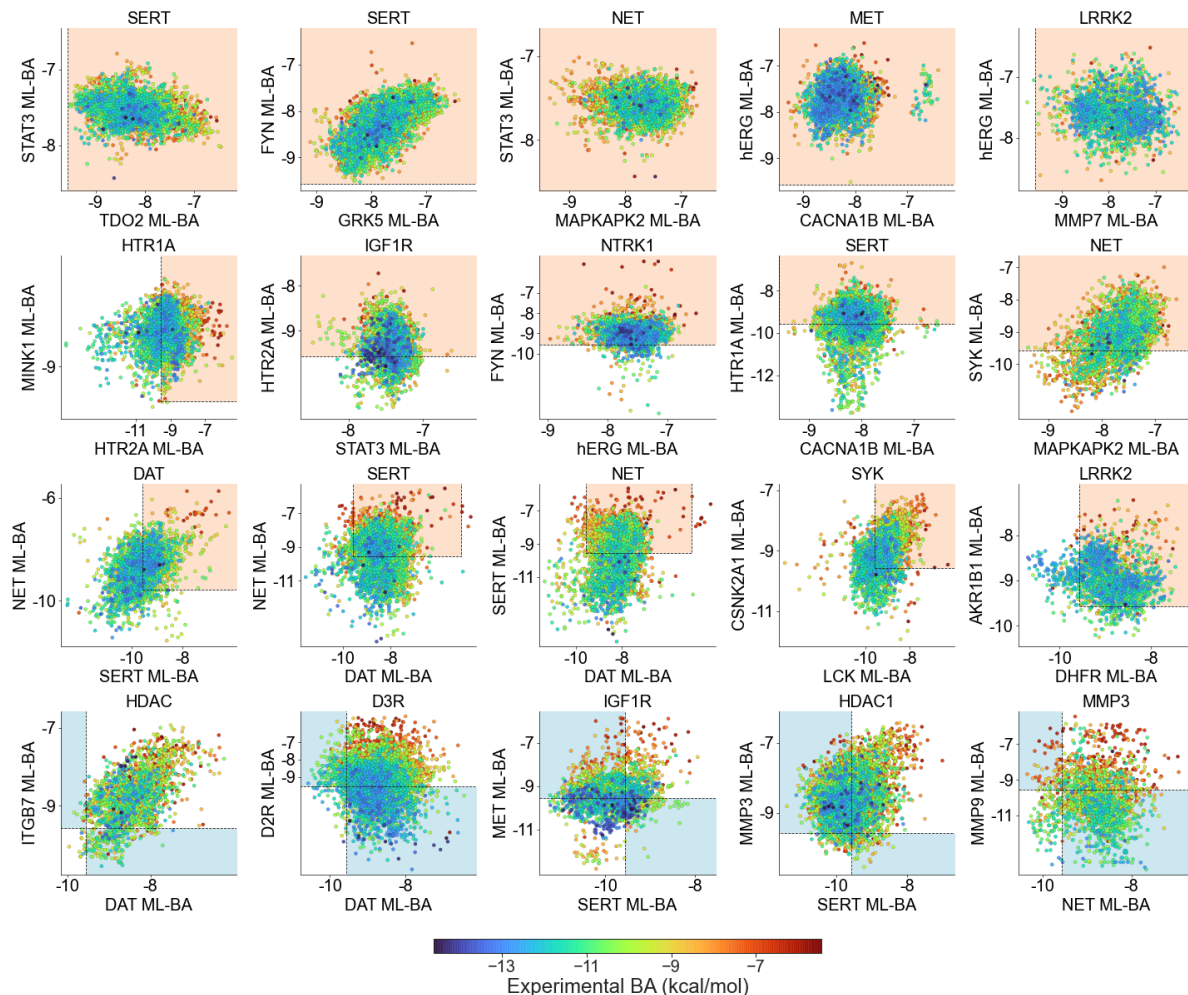 SERT SERT NET MET LRRK2
STAT3 ML-BA
-7
-8
-9 -8 -7
TDO2 ML-BA
FYN ML-BA
-7
-8
-9
-9 -8 -7
GRK5 ML-BA
STAT3 ML-BA
-7
-8
-9 -8 -7
MAPKAPK2 ML-BA
hERG ML-BA
-7
-8
-9
-9 -8 -7
CACNA1B ML-BA
hERG ML-BA
-7
-8
-9 -8 -7
MMP7 ML-BA
HTR1A IGF1R NTRK1 SERT NET
MINK1 ML-BA
-9
-11 -9 -7
HTR2A ML-BA
HTR2A ML-BA
-8
-9
-8 -7
STAT3 ML-BA
FYN ML-BA
-7
-8
-9
-10
-9 -8 -7
hERG ML-BA
HTR1A ML-BA
-8
-10
-12
-9 -8 -7
CACNA1B ML-BA
SYK ML-BA
-7
-8
-9
-10
-9 -8 -7
MAPKAPK2 ML-BA
DAT SERT NET SYK LRRK2
NET ML-BA
-6
-10
-10 -8
SERT ML-BA
NET ML-BA
-7
-9
-11
-10 -8
DAT ML-BA
SERT ML-BA
-7
-9
-11
-10 -8
DAT ML-BA
CSNK2A1 ML-BA
-7
-9
-11
-10 -8
LCK ML-BA
AKR1B1 ML-BA
-8
-9
-10
-10 -8
DHFR ML-BA
HDAC D3R IGF1R HDAC1 MMP3
ITGB7 ML-BA
-7
-9
-10 -8
DAT ML-BA
D2R ML-BA
-7
-8
-9
-10 -8
DAT ML-BA
MET ML-BA
-7
-9
-11
-10 -8
SERT ML-BA
MMP3 ML-BA
-7
-9
-10 -8
SERT ML-BA
MMP9 ML-BA
-7
-9
-11
-10 -8
NET ML-BA
−13 −11 −9 −7
Experimental BA (kcal/mol)